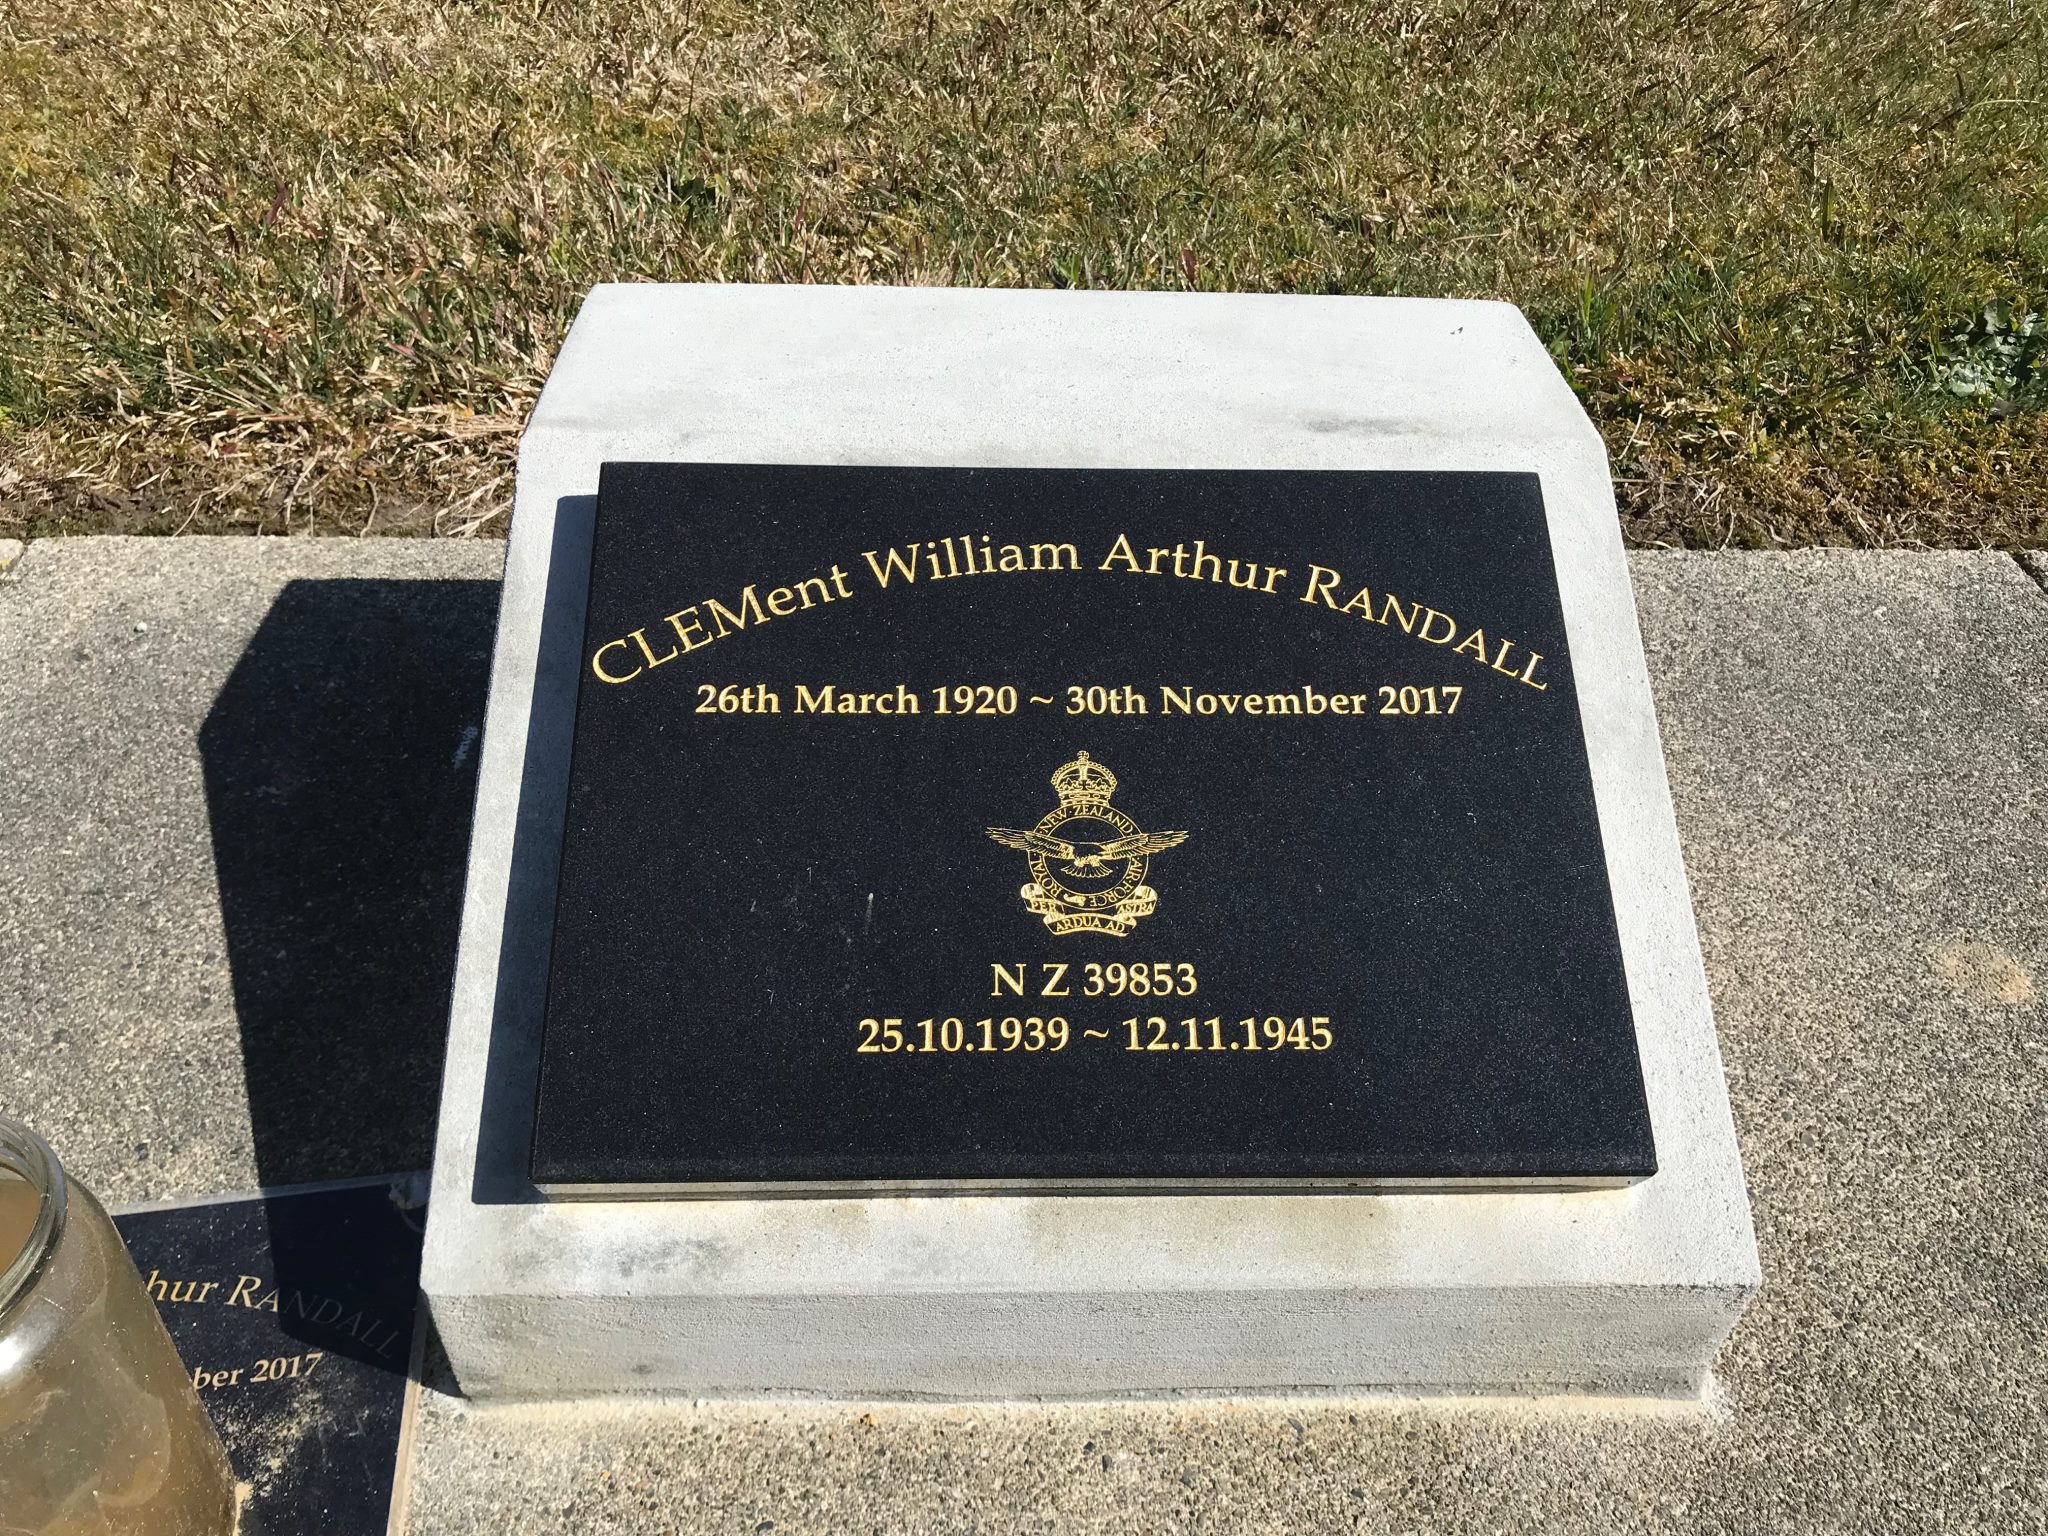 CLEMent William Arthur RANDALL
26th March 1920 ~ 30th November 2017
ROYAL · NEW · ZEALAND · AIR · FORCE
PER ARDUA AD ASTRA
N Z 39853
25.10.1939 ~ 12.11.1945
hur RANDALL
ber 2017